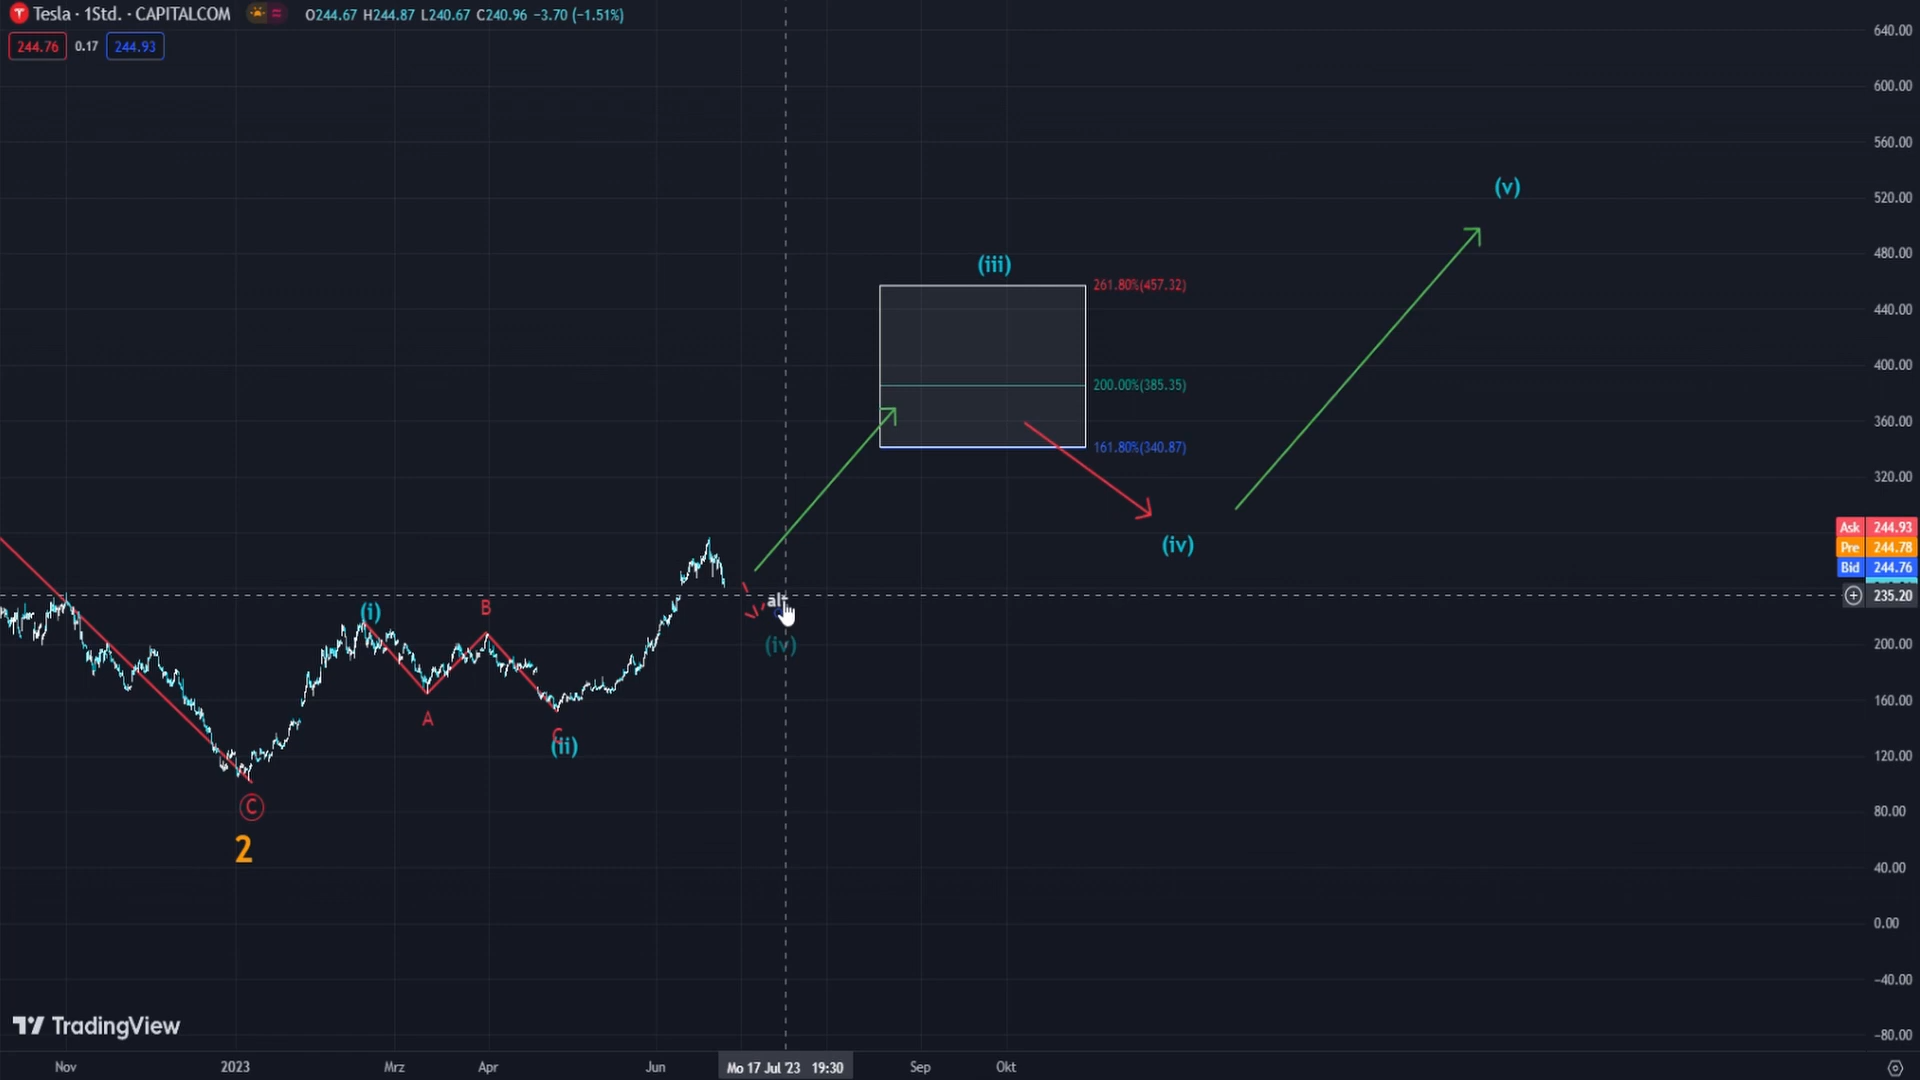 Tesla · 1Std. · CAPITALCOM
O244.67 H244.87 L240.67 C240.96 −3.70 (−1.51%)
244.76 0.17 244.93
640.00
600.00
560.00
520.00
480.00
440.00
400.00
360.00
320.00
Ask 244.93
Pre 244.78
Bid 244.76
235.20
200.00
160.00
120.00
80.00
40.00
0.00
−40.00
−80.00
(v)
(iii)
261.80%(457.32)
200.00%(385.35)
161.80%(340.87)
(iv)
alt
(iv)
(i)
B
A
C
(ii)
C
2
TradingView
Nov 2023 Mrz Apr Jun Mo 17 Jul '23 19:30 Sep Okt